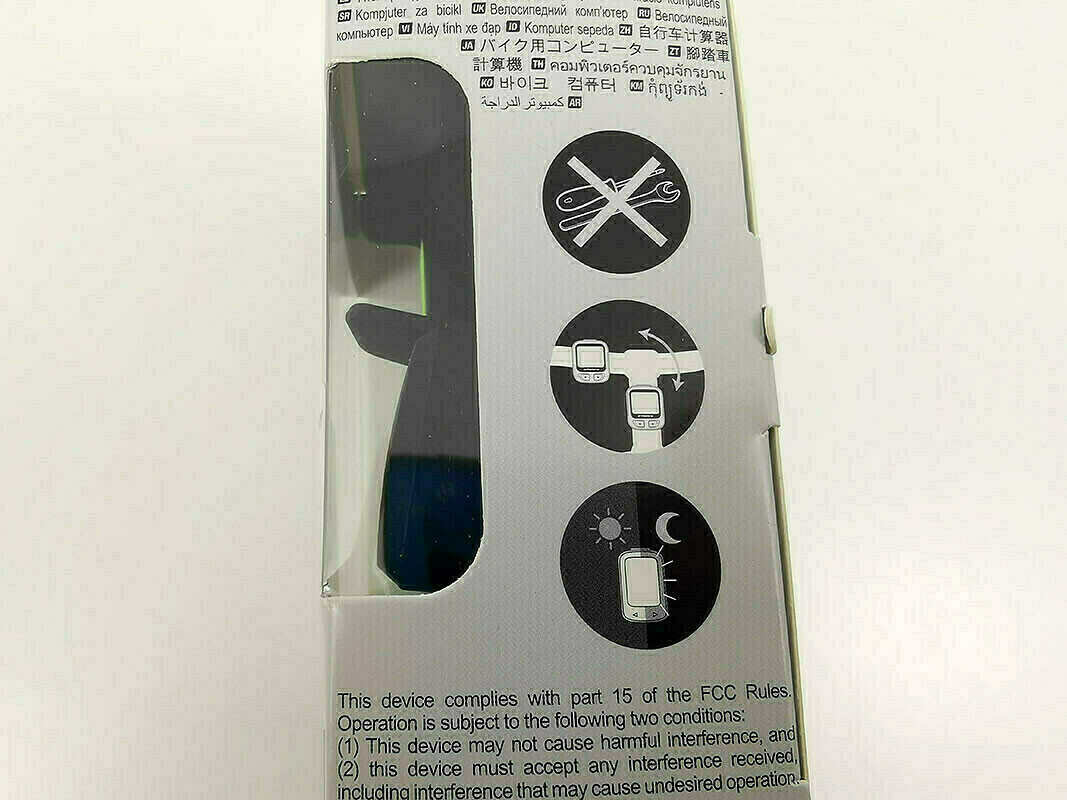 komputeris
SR Kompjuter za bicikl UK Велосипедний комп'ютер RU Велосипедный
компьютер VI Máy tính xe đạp ID Komputer sepeda ZH 自行车计算器
JA バイク用コンピューター ZT 腳踏車
計算機 TH คอมพิวเตอร์ควบคุมจักรยาน
KO 바이크 컴퓨터 KM កុំព្យូទ័រកង់
كمبيوتر الدراجة AR
This device complies with part 15 of the FCC Rules.
Operation is subject to the following two conditions:
(1) This device may not cause harmful interference, and
(2) this device must accept any interference received,
including interference that may cause undesired operation.